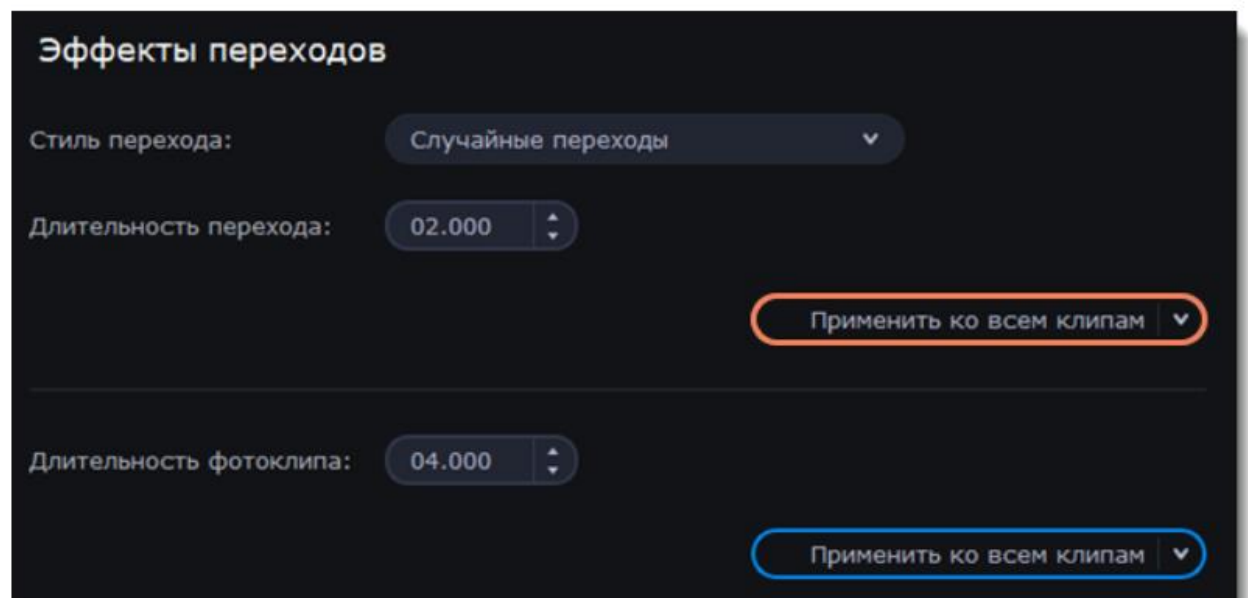 Эффекты переходов
Стиль перехода: Случайные переходы
Длительность перехода: 02.000
Применить ко всем клипам
Длительность фотоклипа: 04.000
Применить ко всем клипам